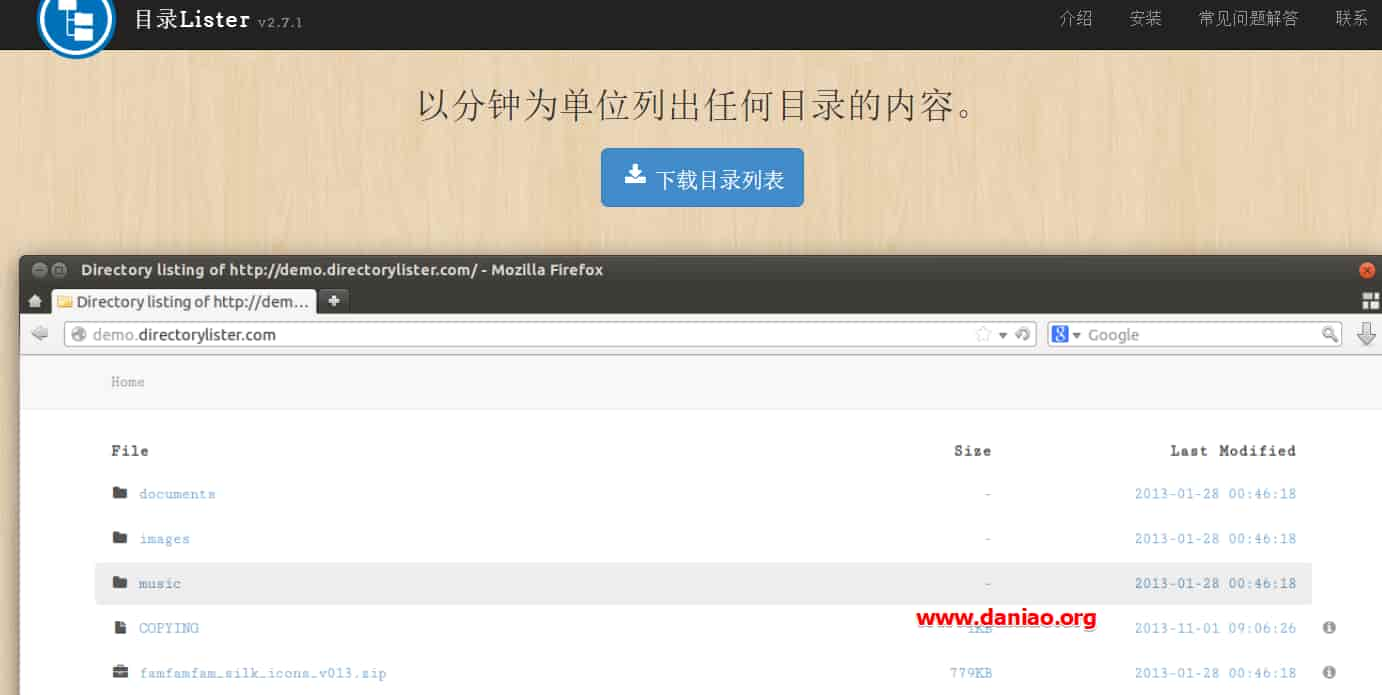 目录Lister v2.7.1 介绍 安装 常见问题解答 联系
以分钟为单位列出任何目录的内容。
下载目录列表
Directory listing of http://demo.directorylister.com/ - Mozilla Firefox
Directory listing of http://dem...
demo.directorylister.com Google
Home
File Size Last Modified
documents - 2013-01-28 00:46:18
images - 2013-01-28 00:46:18
music - 2013-01-28 00:46:18
www.daniao.org
COPYING 1KB 2013-11-01 09:06:26
famfamfam_silk_icons_v013.zip 779KB 2013-01-28 00:46:18